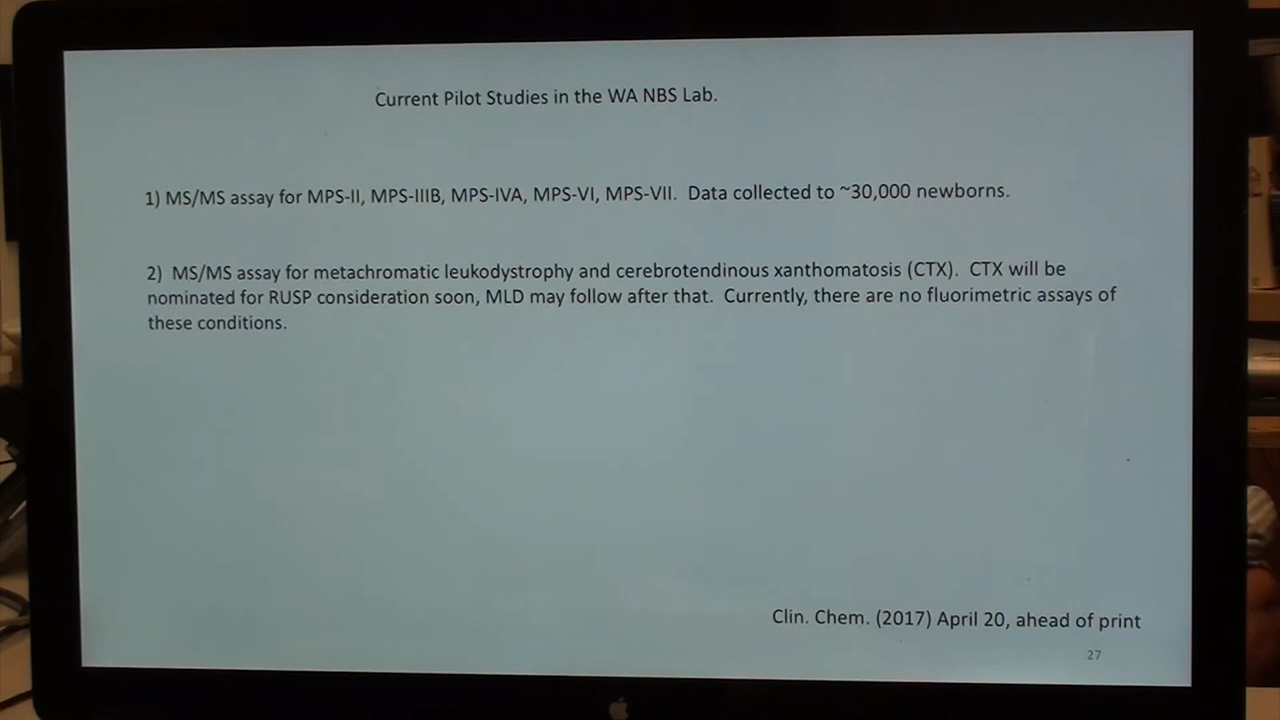 Current Pilot Studies in the WA NBS Lab.
1) MS/MS assay for MPS-II, MPS-IIIB, MPS-IVA, MPS-VI, MPS-VII.  Data collected to ~30,000 newborns.
2)  MS/MS assay for metachromatic leukodystrophy and cerebrotendinous xanthomatosis (CTX).  CTX will be
nominated for RUSP consideration soon, MLD may follow after that.  Currently, there are no fluorimetric assays of
these conditions.
Clin. Chem. (2017) April 20, ahead of print
27